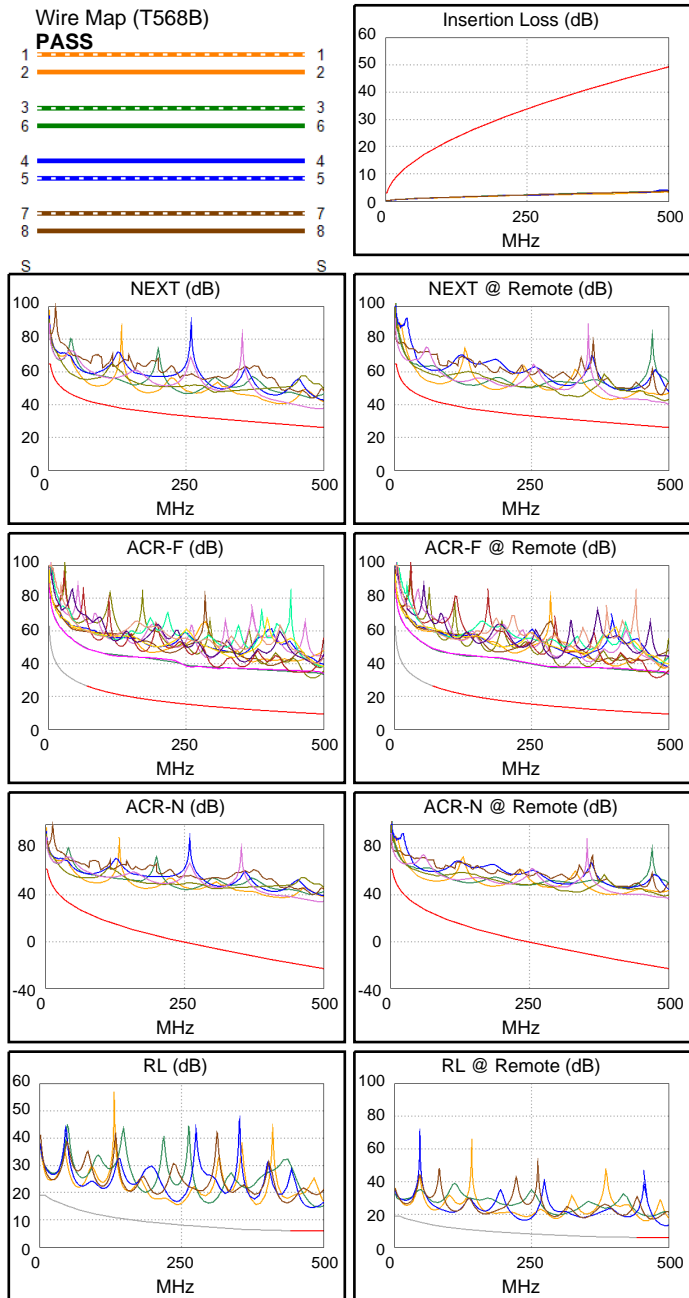 Wire Map (T568B)
PASS
1 1
2 2
3 3
6 6
4 4
5 5
7 7
8 8
S S
Insertion Loss (dB)
60
50
40
30
20
10
0
0 250 500
MHz
NEXT (dB)
100
80
60
40
20
0
0 250 500
MHz
NEXT @ Remote (dB)
100
80
60
40
20
0
0 250 500
MHz
ACR-F (dB)
100
80
60
40
20
0
0 250 500
MHz
ACR-F @ Remote (dB)
100
80
60
40
20
0
0 250 500
MHz
ACR-N (dB)
80
40
0
-40
0 250 500
MHz
ACR-N @ Remote (dB)
80
40
0
-40
0 250 500
MHz
RL (dB)
60
50
40
30
20
10
0
0 250 500
MHz
RL @ Remote (dB)
100
80
60
40
20
0
0 250 500
MHz